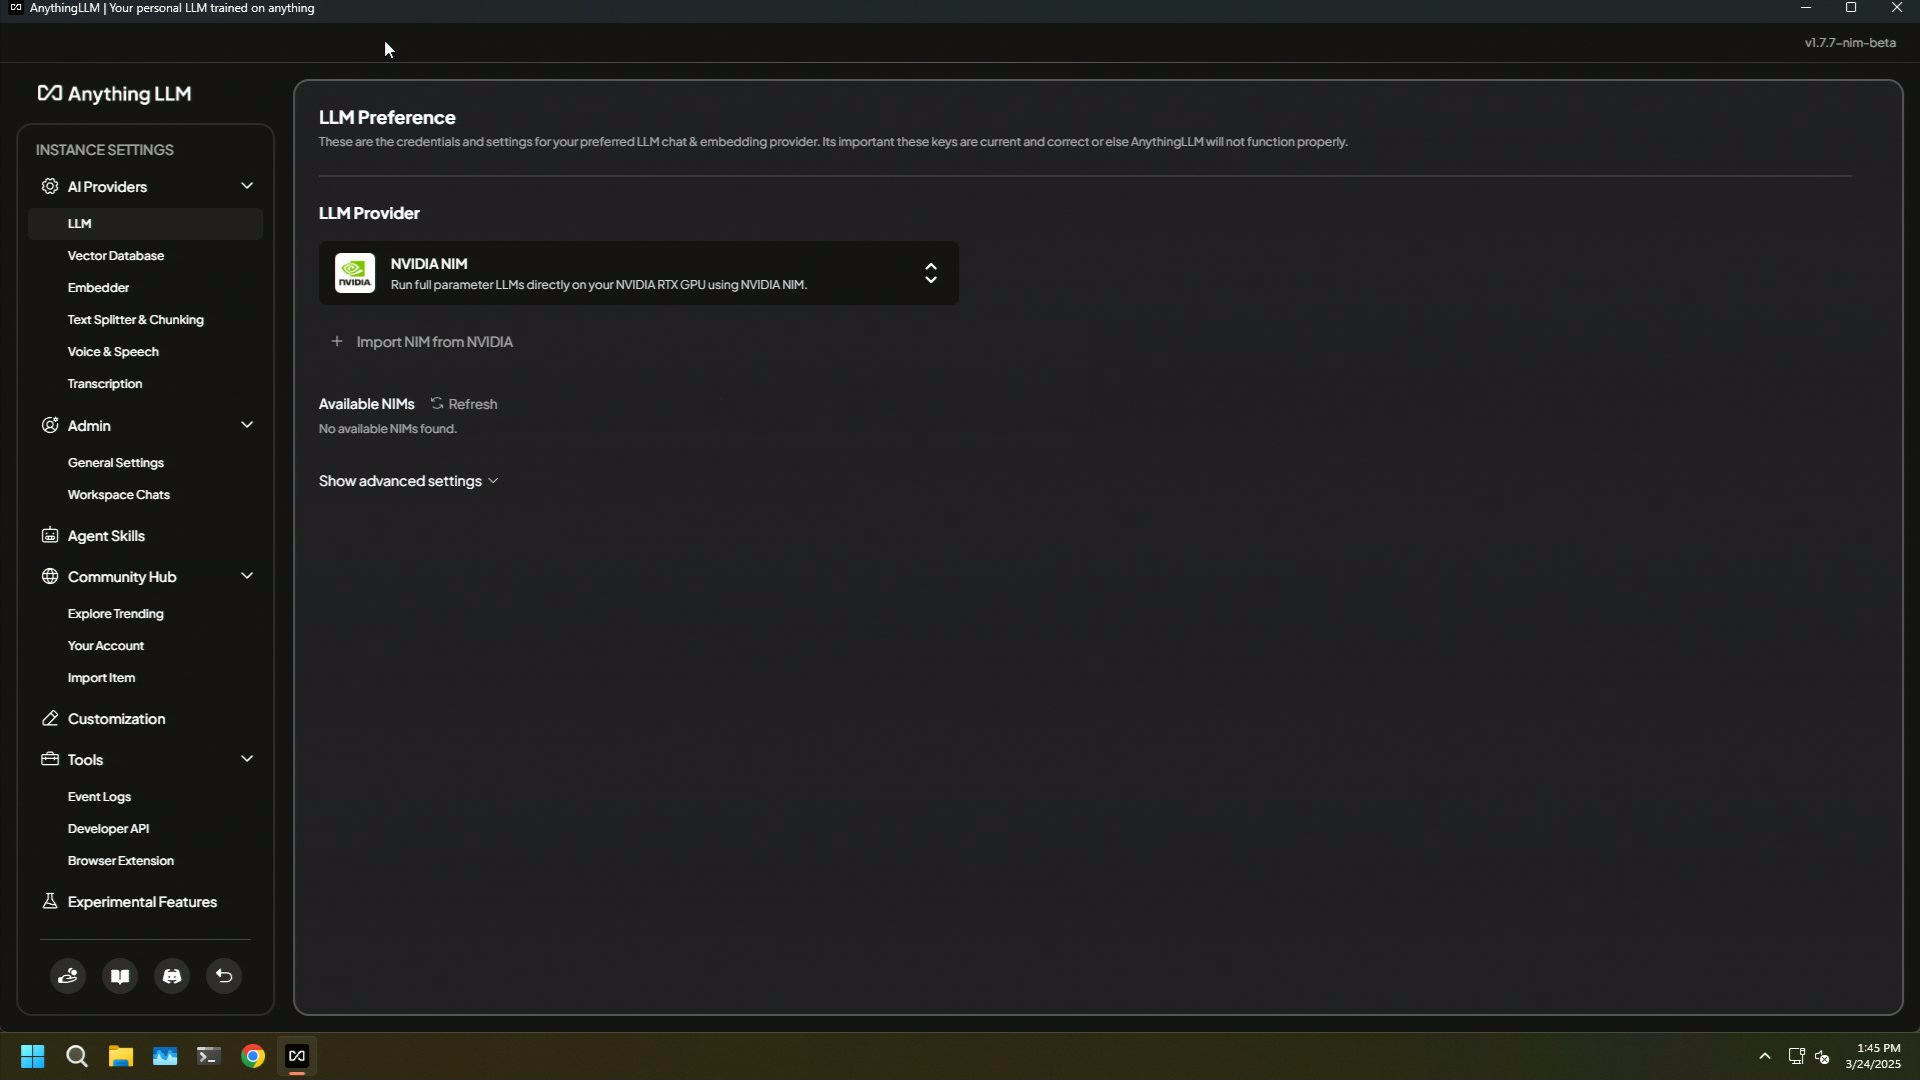 AnythingLLM | Your personal LLM trained on anything
v1.7.7-nim-beta
Anything LLM
INSTANCE SETTINGS
AI Providers
LLM
Vector Database
Embedder
Text Splitter & Chunking
Voice & Speech
Transcription
Admin
General Settings
Workspace Chats
Agent Skills
Community Hub
Explore Trending
Your Account
Import Item
Customization
Tools
Event Logs
Developer API
Browser Extension
Experimental Features
LLM Preference
These are the credentials and settings for your preferred LLM chat & embedding provider. Its important these keys are current and correct or else AnythingLLM will not function properly.
LLM Provider
NVIDIA
NVIDIA NIM
Run full parameter LLMs directly on your NVIDIA RTX GPU using NVIDIA NIM.
+ Import NIM from NVIDIA
Available NIMs Refresh
No available NIMs found.
Show advanced settings
1:45 PM
3/24/2025